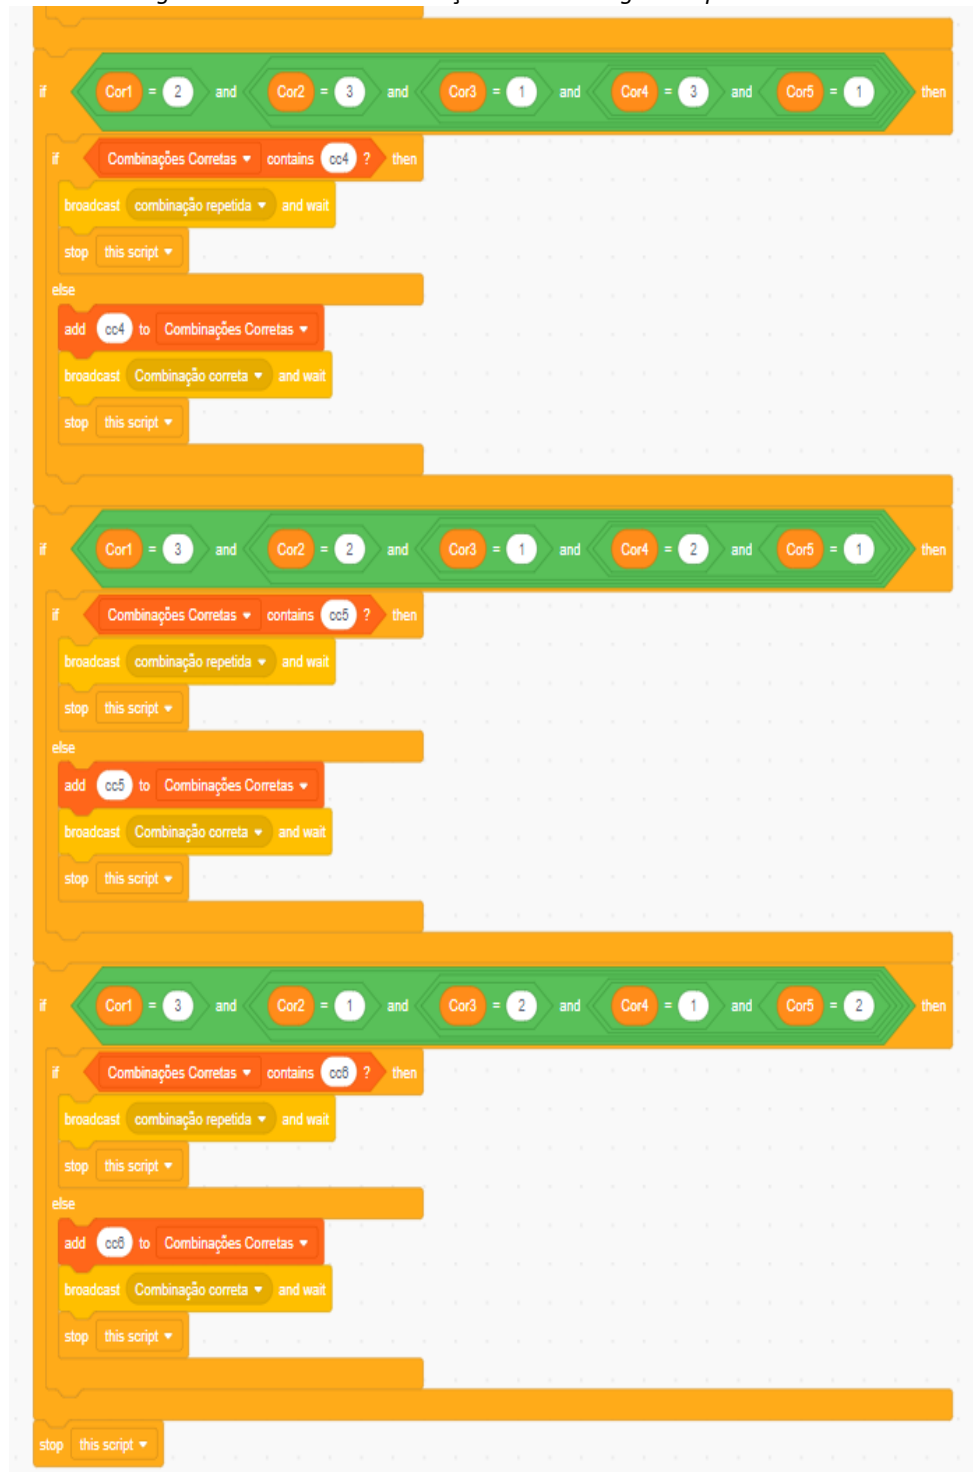 if Cor1 = 2 and Cor2 = 3 and Cor3 = 1 and Cor4 = 3 and Cor5 = 1 then
if Combinações Corretas contains cc4 ? then
broadcast combinação repetida and wait
stop this script
else
add cc4 to Combinações Corretas
broadcast Combinação correta and wait
stop this script
if Cor1 = 3 and Cor2 = 2 and Cor3 = 1 and Cor4 = 2 and Cor5 = 1 then
if Combinações Corretas contains cc5 ? then
broadcast combinação repetida and wait
stop this script
else
add cc5 to Combinações Corretas
broadcast Combinação correta and wait
stop this script
if Cor1 = 3 and Cor2 = 1 and Cor3 = 2 and Cor4 = 1 and Cor5 = 2 then
if Combinações Corretas contains cc6 ? then
broadcast combinação repetida and wait
stop this script
else
add cc6 to Combinações Corretas
broadcast Combinação correta and wait
stop this script
stop this script